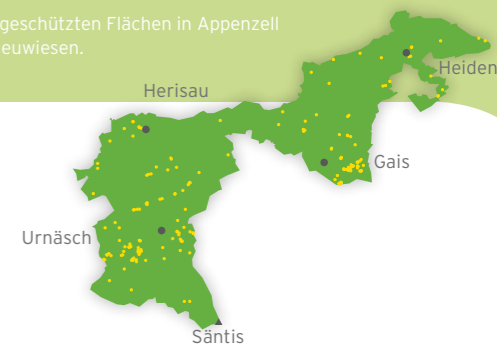 geschützten Flächen in Appenzell
euwiesen.
Heiden
Herisau
Gais
Urnäsch
Säntis